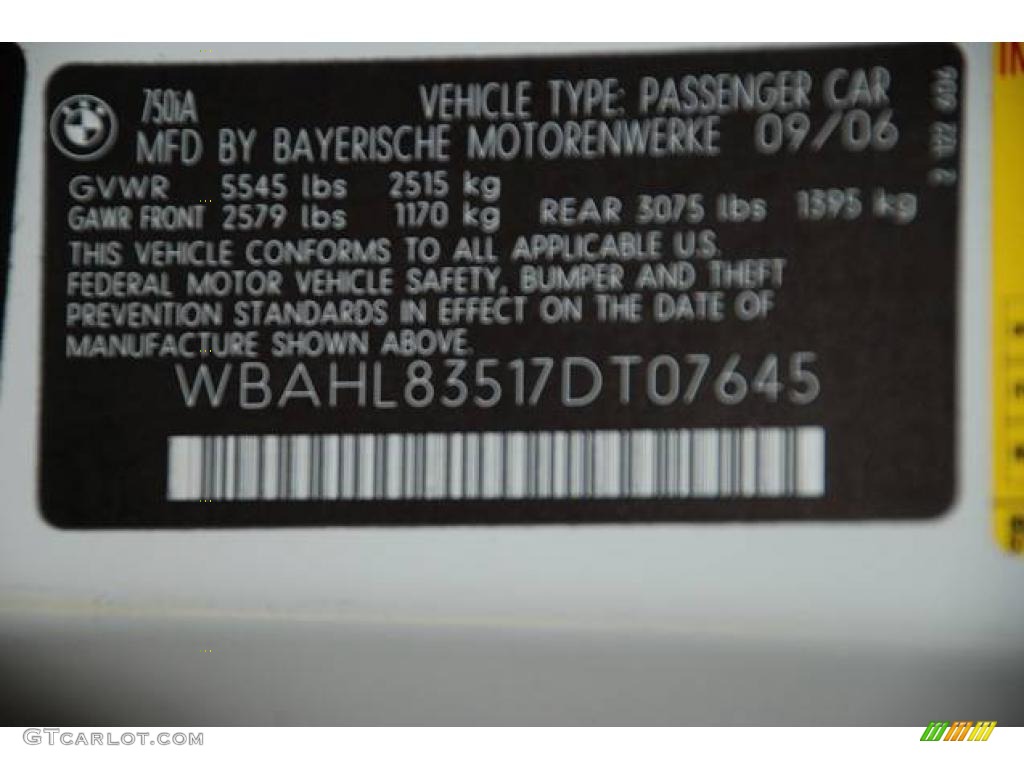 750iA
VEHICLE TYPE: PASSENGER CAR
MFD BY BAYERISCHE MOTORENWERKE 09/06
GVWR 5545 lbs 2515 kg
GAWR FRONT 2579 lbs 1170 kg REAR 3075 lbs 1395 kg
THIS VEHICLE CONFORMS TO ALL APPLICABLE U.S.
FEDERAL MOTOR VEHICLE SAFETY, BUMPER AND THEFT
PREVENTION STANDARDS IN EFFECT ON THE DATE OF
MANUFACTURE SHOWN ABOVE.
WBAHL83517DT07645
GTCarlot.com